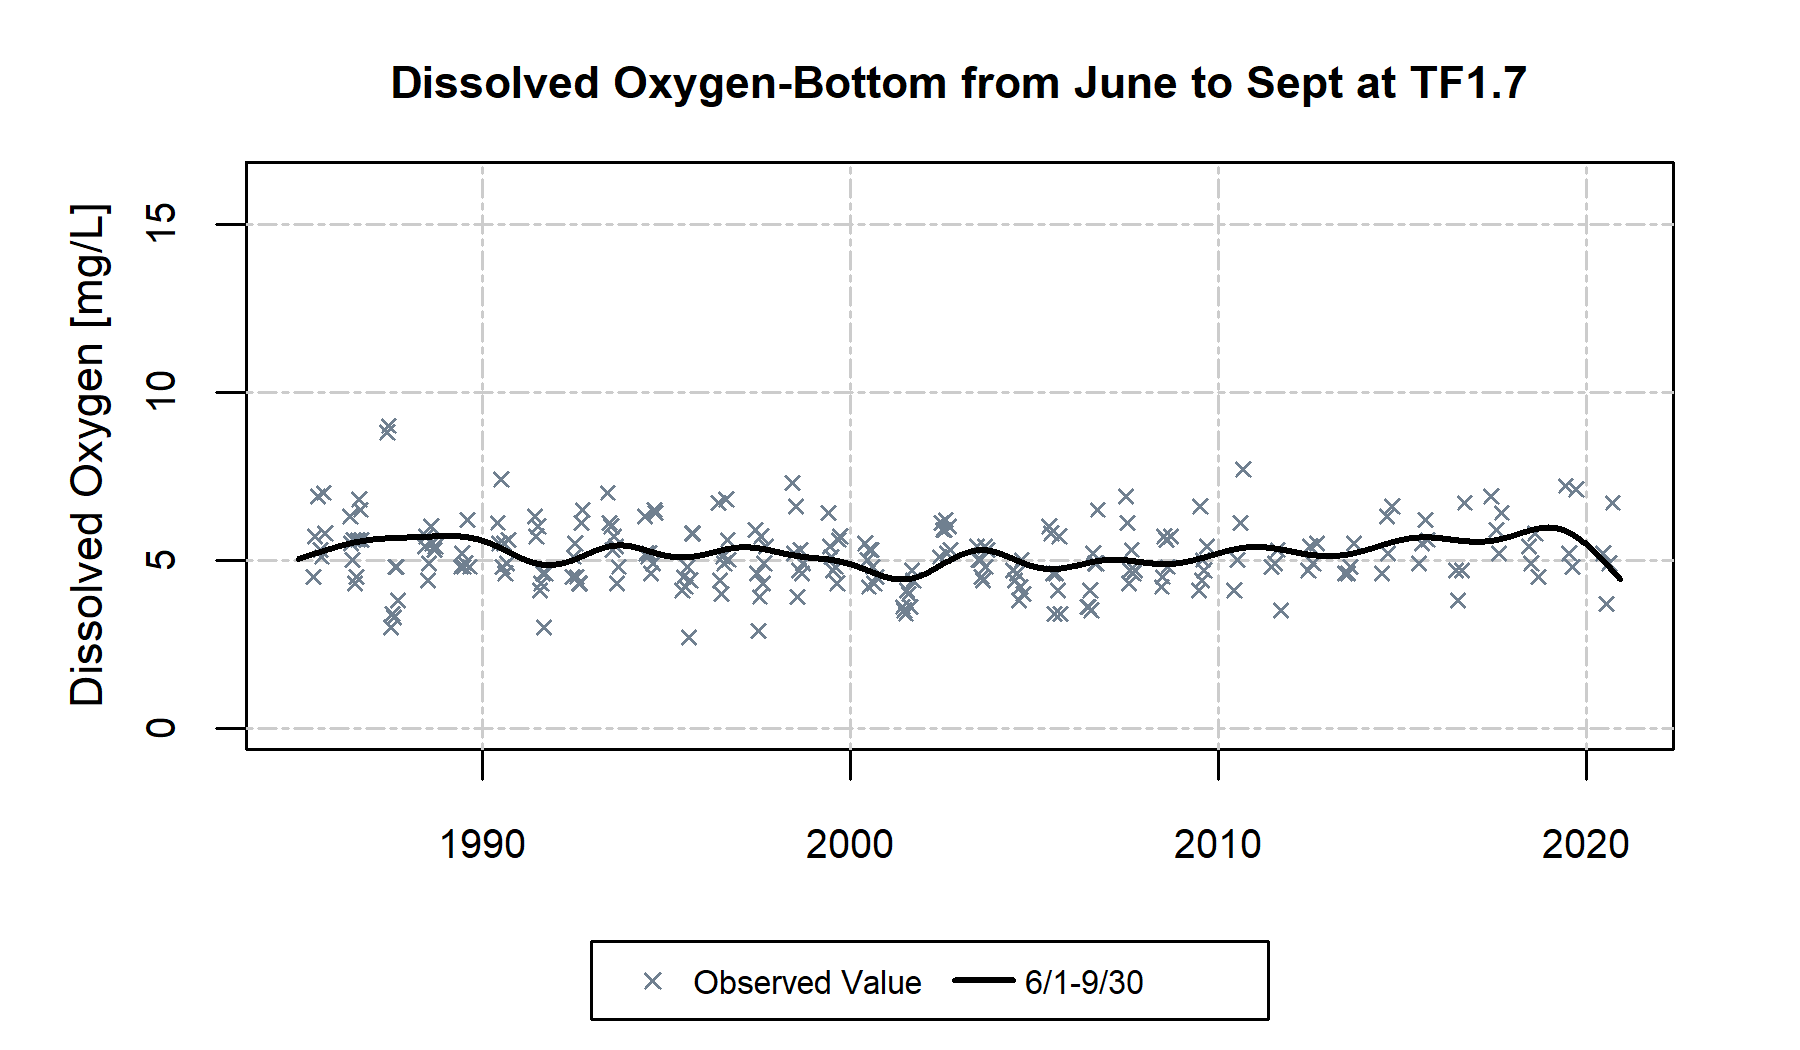 Dissolved Oxygen-Bottom from June to Sept at TF1.7
Dissolved Oxygen [mg/L]
15
10
5
0
1990 2000 2010 2020
Observed Value 6/1-9/30